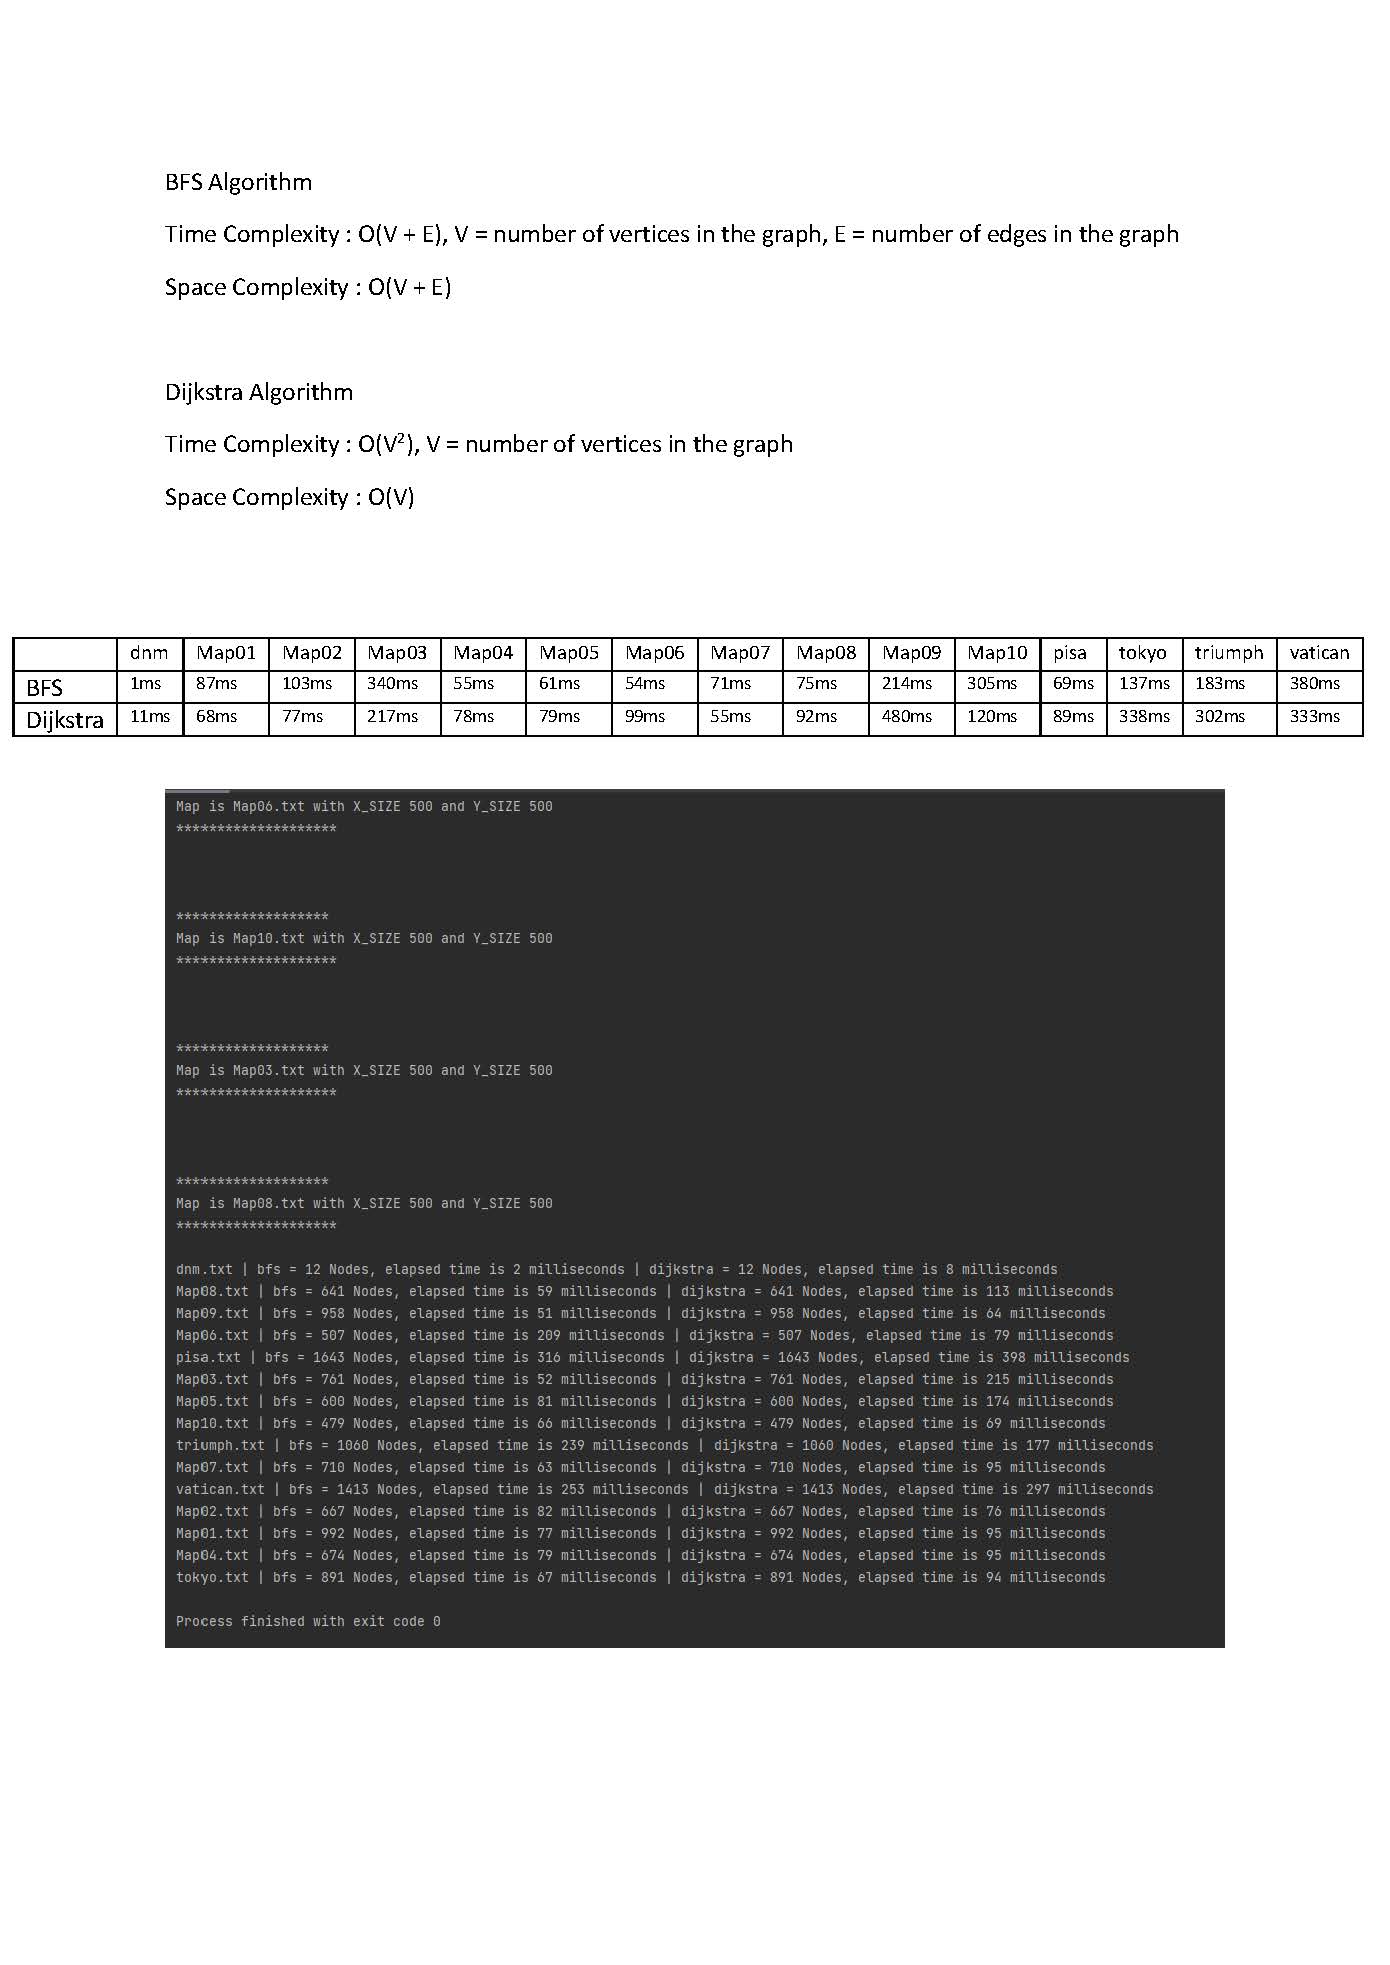 BFS Algorithm
Time Complexity : O(V + E), V = number of vertices in the graph, E = number of edges in the graph
Space Complexity : O(V + E)
Dijkstra Algorithm
Time Complexity : O(V²), V = number of vertices in the graph
Space Complexity : O(V)
dnm Map01 Map02 Map03 Map04 Map05 Map06 Map07 Map08 Map09 Map10 pisa tokyo triumph vatican
BFS 1ms 87ms 103ms 340ms 55ms 61ms 54ms 71ms 75ms 214ms 305ms 69ms 137ms 183ms 380ms
Dijkstra 11ms 68ms 77ms 217ms 78ms 79ms 99ms 55ms 92ms 480ms 120ms 89ms 338ms 302ms 333ms
Map is Map06.txt with X_SIZE 500 and Y_SIZE 500
********************
*******************
Map is Map10.txt with X_SIZE 500 and Y_SIZE 500
********************
*******************
Map is Map03.txt with X_SIZE 500 and Y_SIZE 500
********************
*******************
Map is Map08.txt with X_SIZE 500 and Y_SIZE 500
********************
dnm.txt | bfs = 12 Nodes, elapsed time is 2 milliseconds | dijkstra = 12 Nodes, elapsed time is 8 milliseconds
Map08.txt | bfs = 641 Nodes, elapsed time is 59 milliseconds | dijkstra = 641 Nodes, elapsed time is 113 milliseconds
Map09.txt | bfs = 958 Nodes, elapsed time is 51 milliseconds | dijkstra = 958 Nodes, elapsed time is 64 milliseconds
Map06.txt | bfs = 507 Nodes, elapsed time is 209 milliseconds | dijkstra = 507 Nodes, elapsed time is 79 milliseconds
pisa.txt | bfs = 1643 Nodes, elapsed time is 316 milliseconds | dijkstra = 1643 Nodes, elapsed time is 398 milliseconds
Map03.txt | bfs = 761 Nodes, elapsed time is 52 milliseconds | dijkstra = 761 Nodes, elapsed time is 215 milliseconds
Map05.txt | bfs = 600 Nodes, elapsed time is 81 milliseconds | dijkstra = 600 Nodes, elapsed time is 174 milliseconds
Map10.txt | bfs = 479 Nodes, elapsed time is 66 milliseconds | dijkstra = 479 Nodes, elapsed time is 69 milliseconds
triumph.txt | bfs = 1060 Nodes, elapsed time is 239 milliseconds | dijkstra = 1060 Nodes, elapsed time is 177 milliseconds
Map07.txt | bfs = 710 Nodes, elapsed time is 63 milliseconds | dijkstra = 710 Nodes, elapsed time is 95 milliseconds
vatican.txt | bfs = 1413 Nodes, elapsed time is 253 milliseconds | dijkstra = 1413 Nodes, elapsed time is 297 milliseconds
Map02.txt | bfs = 667 Nodes, elapsed time is 82 milliseconds | dijkstra = 667 Nodes, elapsed time is 76 milliseconds
Map01.txt | bfs = 992 Nodes, elapsed time is 77 milliseconds | dijkstra = 992 Nodes, elapsed time is 95 milliseconds
Map04.txt | bfs = 674 Nodes, elapsed time is 79 milliseconds | dijkstra = 674 Nodes, elapsed time is 95 milliseconds
tokyo.txt | bfs = 891 Nodes, elapsed time is 67 milliseconds | dijkstra = 891 Nodes, elapsed time is 94 milliseconds
Process finished with exit code 0